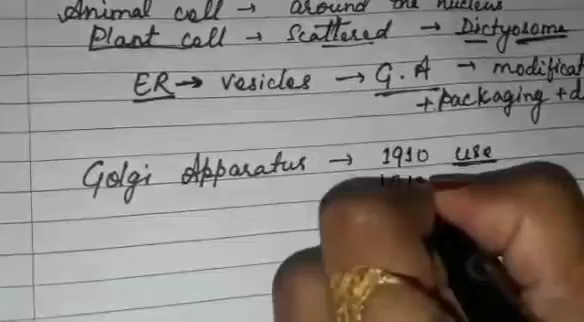 Animal cell → around the nucleus
Plant cell → Scattered → Dictyosome
ER → vesicles → G.A → modificat
+ packaging + d
Golgi Apparatus → 1910 use